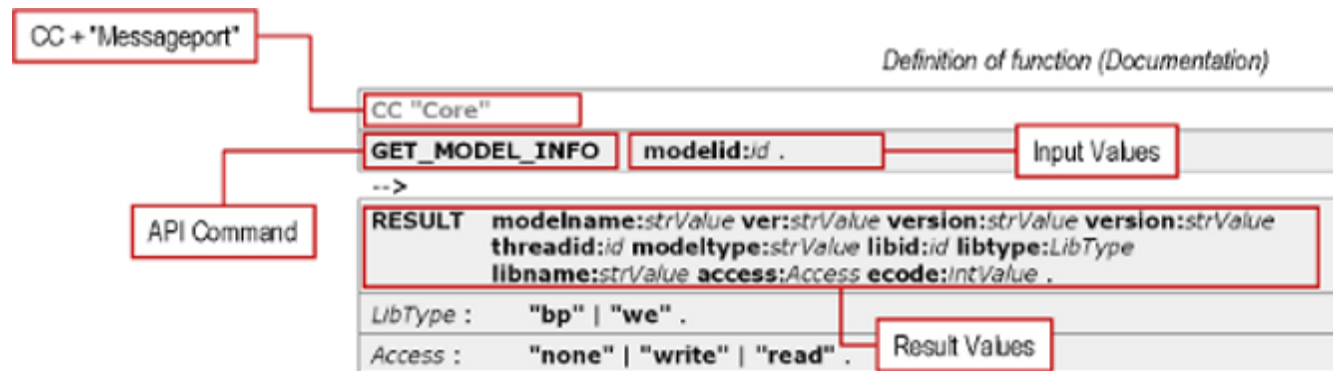 CC + "Messageport"
Definition of function (Documentation)
CC "Core"
GET_MODEL_INFO modelid:id .
Input Values
-->
API Command
RESULT modelname:strValue ver:strValue version:strValue version:strValue
threadid:id modeltype:strValue libid:id libtype:LibType
libname:strValue access:Access ecode:IntValue .
LibType : "bp" | "we" .
Access : "none" | "write" | "read" .
Result Values